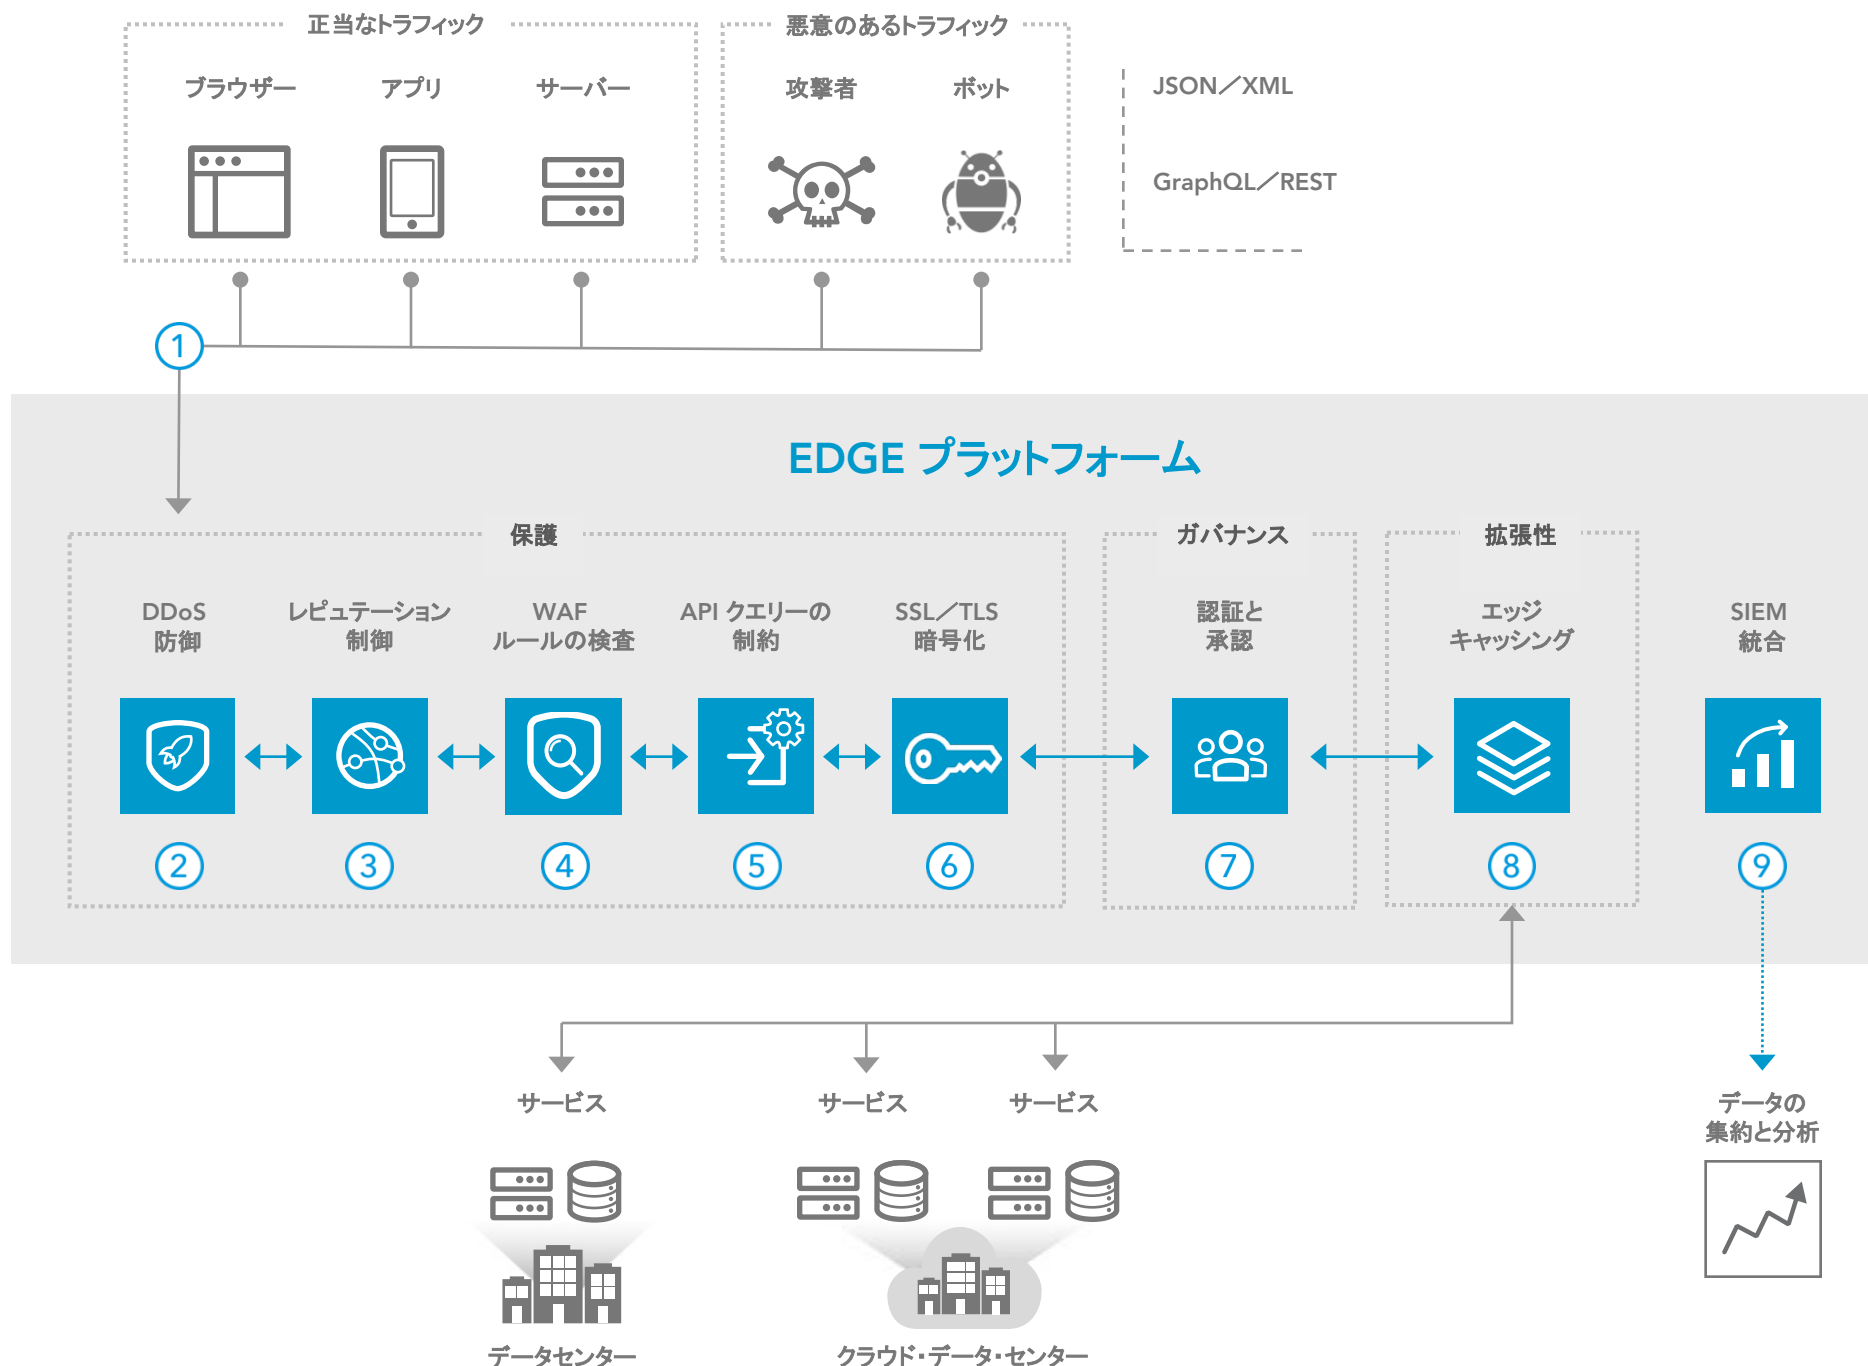 正当なトラフィック
悪意のあるトラフィック
ブラウザー
アプリ
サーバー
攻撃者
ボット
JSON／XML
GraphQL／REST
1
EDGE プラットフォーム
保護
ガバナンス
拡張性
DDoS
防御
レピュテーション
制御
WAF
ルールの検査
API クエリーの
制約
SSL／TLS
暗号化
認証と
承認
エッジ
キャッシング
SIEM
統合
2
3
4
5
6
7
8
9
サービス
サービス
サービス
データの
集約と分析
データセンター
クラウド・データ・センター